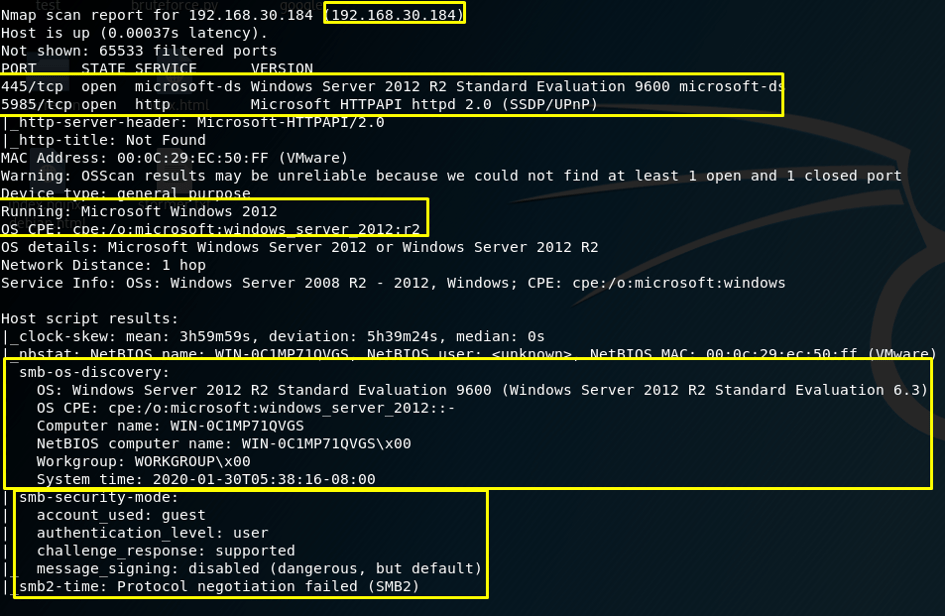 test bruteforce.py google
Nmap scan report for 192.168.30.184 (192.168.30.184)
Host is up (0.00037s latency).
Not shown: 65533 filtered ports
PORT STATE SERVICE VERSION
445/tcp open microsoft-ds Windows Server 2012 R2 Standard Evaluation 9600 microsoft-ds
5985/tcp open http Microsoft HTTPAPI httpd 2.0 (SSDP/UPnP)
|_http-server-header: Microsoft-HTTPAPI/2.0
|_http-title: Not Found
MAC Address: 00:0C:29:EC:50:FF (VMware)
Warning: OSScan results may be unreliable because we could not find at least 1 open and 1 closed port
Device type: general purpose
Running: Microsoft Windows 2012
OS CPE: cpe:/o:microsoft:windows_server_2012:r2
OS details: Microsoft Windows Server 2012 or Windows Server 2012 R2
Network Distance: 1 hop
Service Info: OSs: Windows Server 2008 R2 - 2012, Windows; CPE: cpe:/o:microsoft:windows
Host script results:
|_clock-skew: mean: 3h59m59s, deviation: 5h39m24s, median: 0s
|_nbstat: NetBIOS name: WIN-0C1MP71QVGS, NetBIOS user: <unknown>, NetBIOS MAC: 00:0c:29:ec:50:ff (VMware)
smb-os-discovery:
OS: Windows Server 2012 R2 Standard Evaluation 9600 (Windows Server 2012 R2 Standard Evaluation 6.3)
OS CPE: cpe:/o:microsoft:windows_server_2012::-
Computer name: WIN-0C1MP71QVGS
NetBIOS computer name: WIN-0C1MP71QVGS\x00
Workgroup: WORKGROUP\x00
System time: 2020-01-30T05:38:16-08:00
| smb-security-mode:
| account_used: guest
| authentication_level: user
| challenge_response: supported
|_ message_signing: disabled (dangerous, but default)
|_smb2-time: Protocol negotiation failed (SMB2)